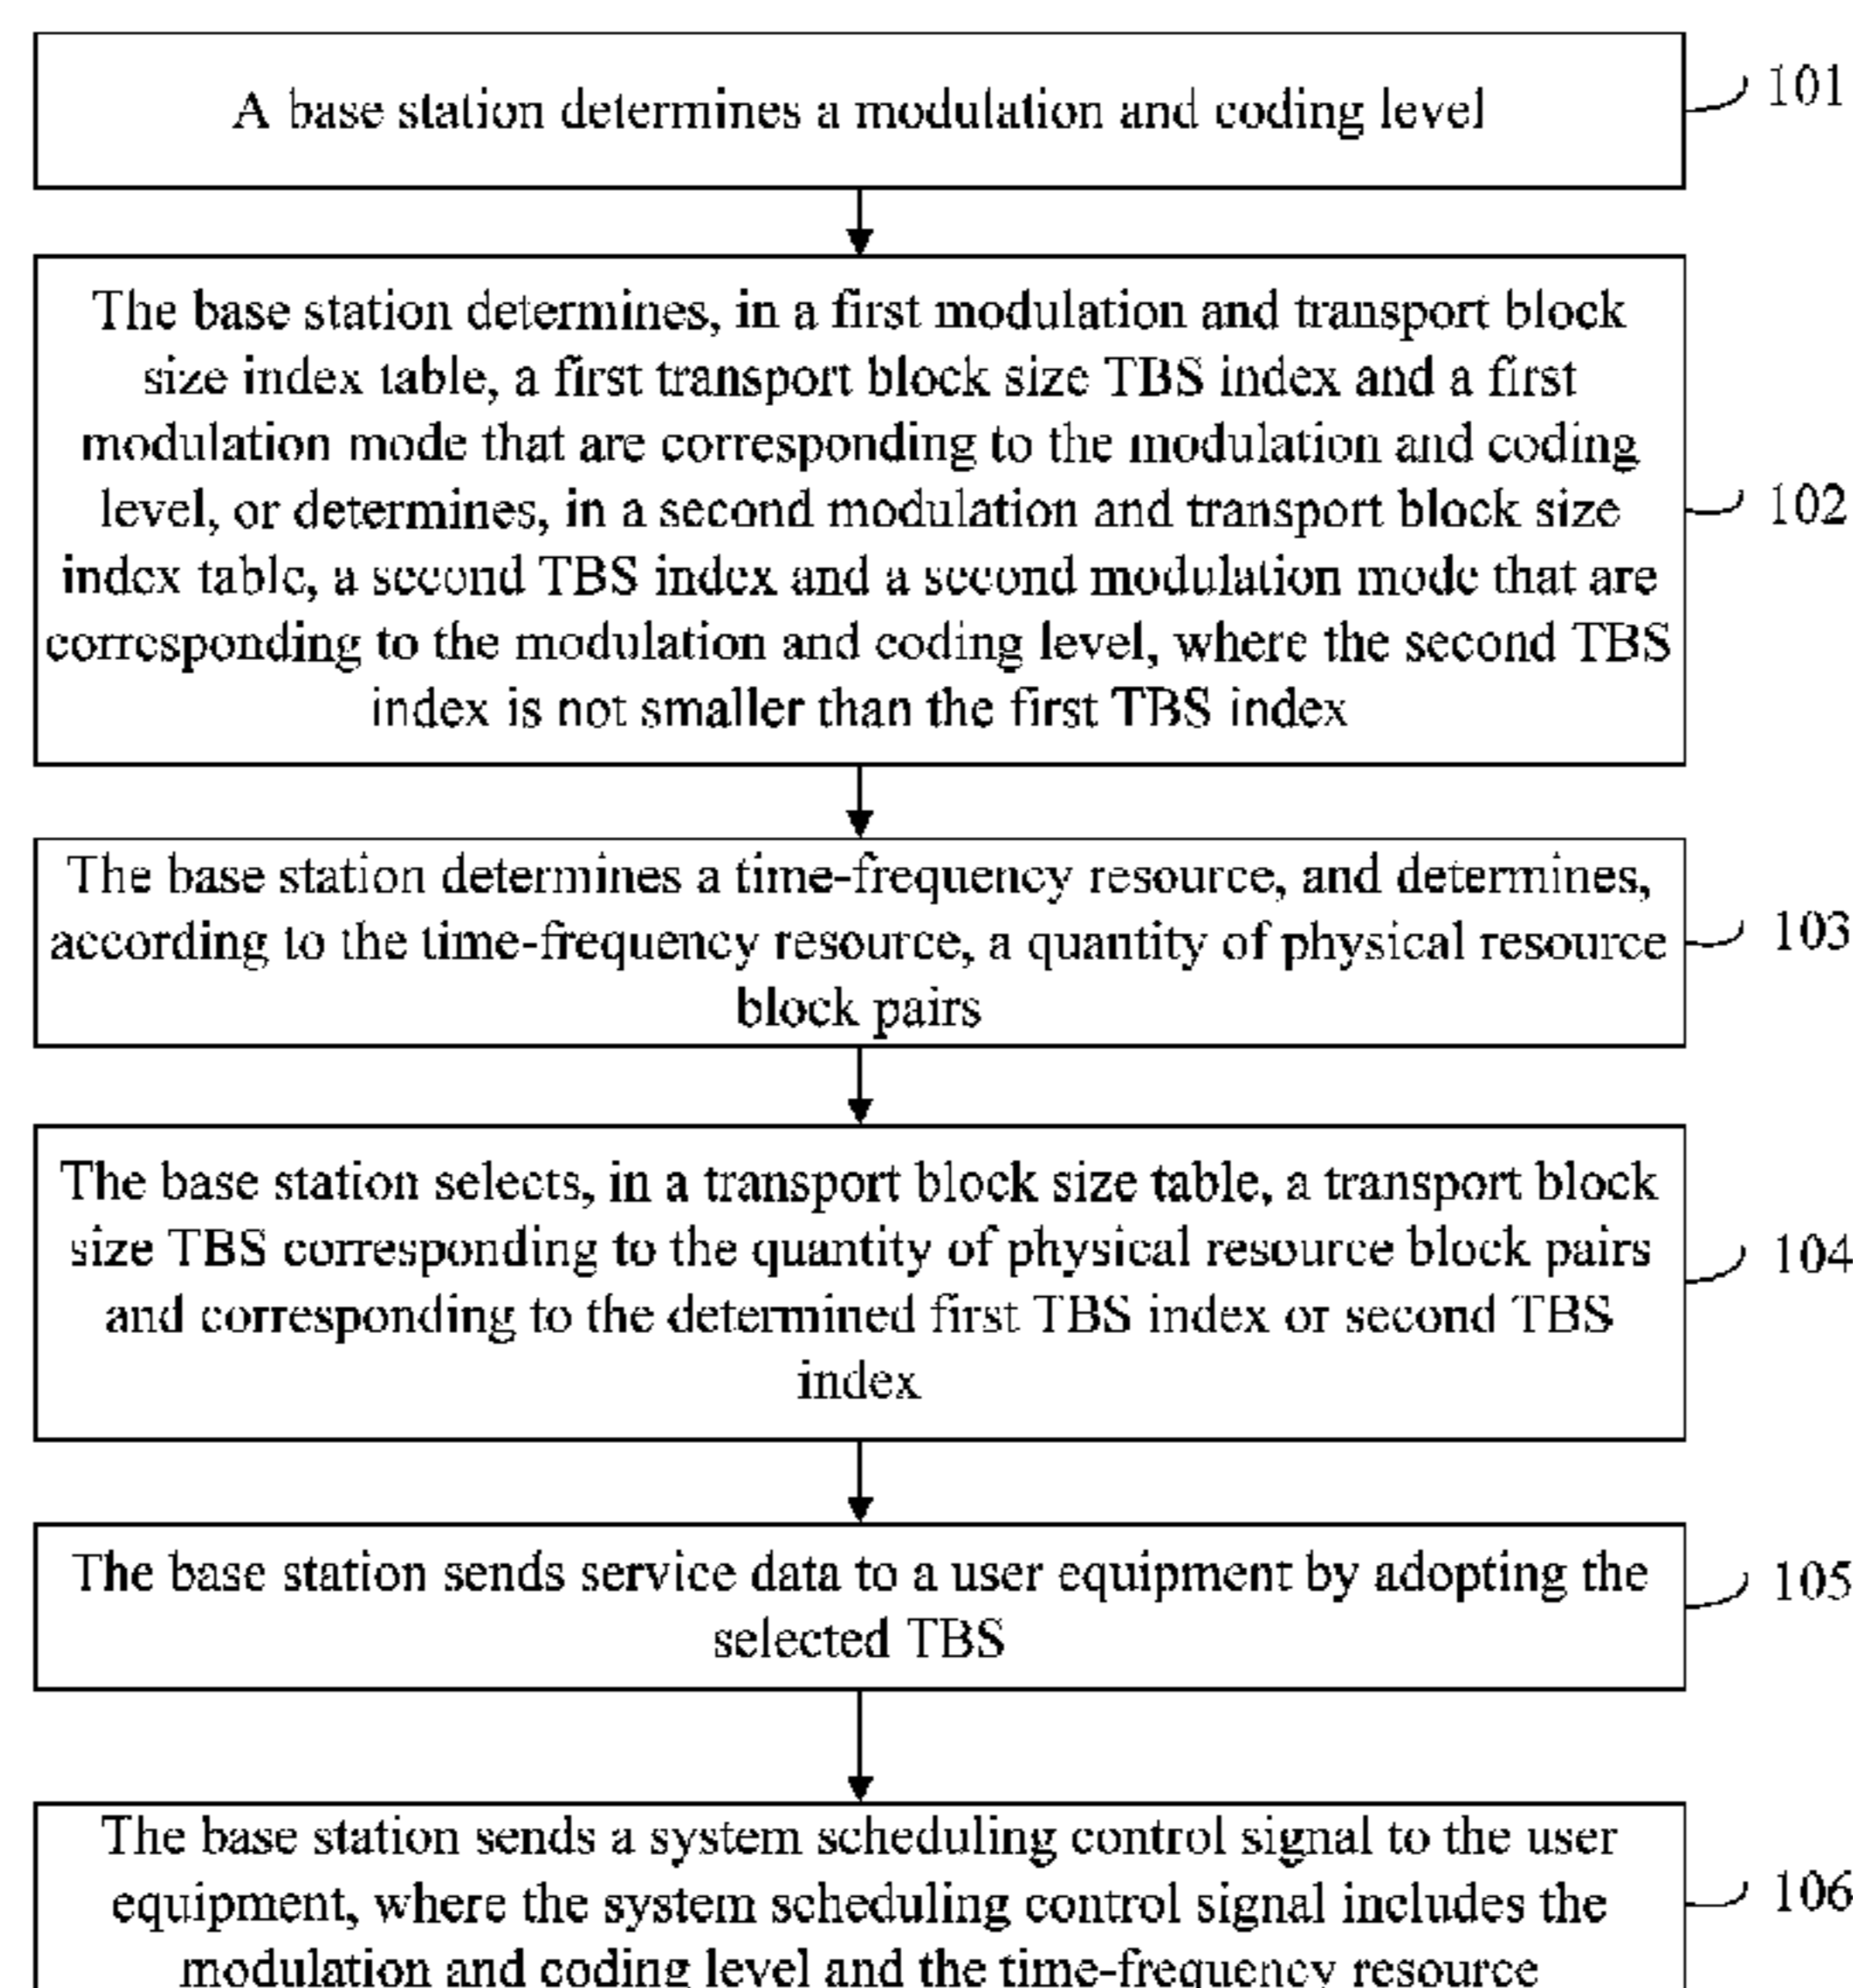 A base station determines a modulation and coding level
101
The base station determines, in a first modulation and transport block
size index table, a first transport block size TBS index and a first
modulation mode that are corresponding to the modulation and coding
level, or determines, in a second modulation and transport block size
index table, a second TBS index and a second modulation mode that are
corresponding to the modulation and coding level, where the second TBS
index is not smaller than the first TBS index
102
The base station determines a time-frequency resource, and determines,
according to the time-frequency resource, a quantity of physical resource
block pairs
103
The base station selects, in a transport block size table, a transport block
size TBS corresponding to the quantity of physical resource block pairs
and corresponding to the determined first TBS index or second TBS
index
104
The base station sends service data to a user equipment by adopting the
selected TBS
105
The base station sends a system scheduling control signal to the user
equipment, where the system scheduling control signal includes the
modulation and coding level and the time-frequency resource
106